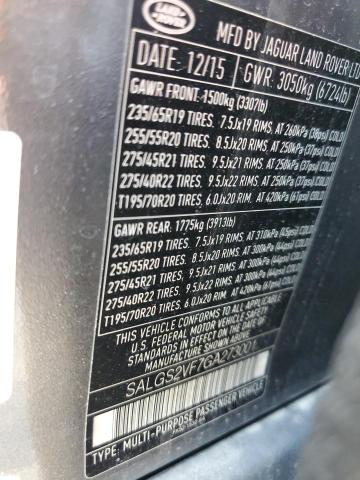 LAND ROVER
MFD BY JAGUAR LAND ROVER LTD
DATE: 12/15 GWR: 3050kg (6724lb)
GAWR FRONT: 1500kg (3307lb)
235/65R19 TIRES. 7.5Jx19 RIMS. AT 260kPa (38psi) COLD
255/55R20 TIRES. 8.5Jx20 RIMS. AT 250kPa (37psi) COLD
275/45R21 TIRES. 9.5Jx21 RIMS. AT 250kPa (37psi) COLD
275/40R22 TIRES. 9.5Jx22 RIMS. AT 250kPa (37psi) COLD
T195/70R20 TIRES. 6.0Jx20 RIM. AT 420kPa (61psi) COLD
GAWR REAR: 1775kg (3913lb)
235/65R19 TIRES. 7.5Jx19 RIMS. AT 310kPa (45psi) COLD
255/55R20 TIRES. 8.5Jx20 RIMS. AT 300kPa (44psi) COLD
275/45R21 TIRES. 9.5Jx21 RIMS. AT 300kPa (44psi) COLD
275/40R22 TIRES. 9.5Jx22 RIMS. AT 300kPa (44psi) COLD
T195/70R20 TIRES. 6.0Jx20 RIM. AT 420kPa (61psi) COLD
THIS VEHICLE CONFORMS TO ALL APPLICABLE
U.S. FEDERAL MOTOR VEHICLE SAFETY
STANDARDS IN EFFECT ON THE DATE OF
MANUFACTURE SHOWN ABOVE.
SALGS2VF7GA273001
TYPE: MULTI-PURPOSE PASSENGER VEHICLE